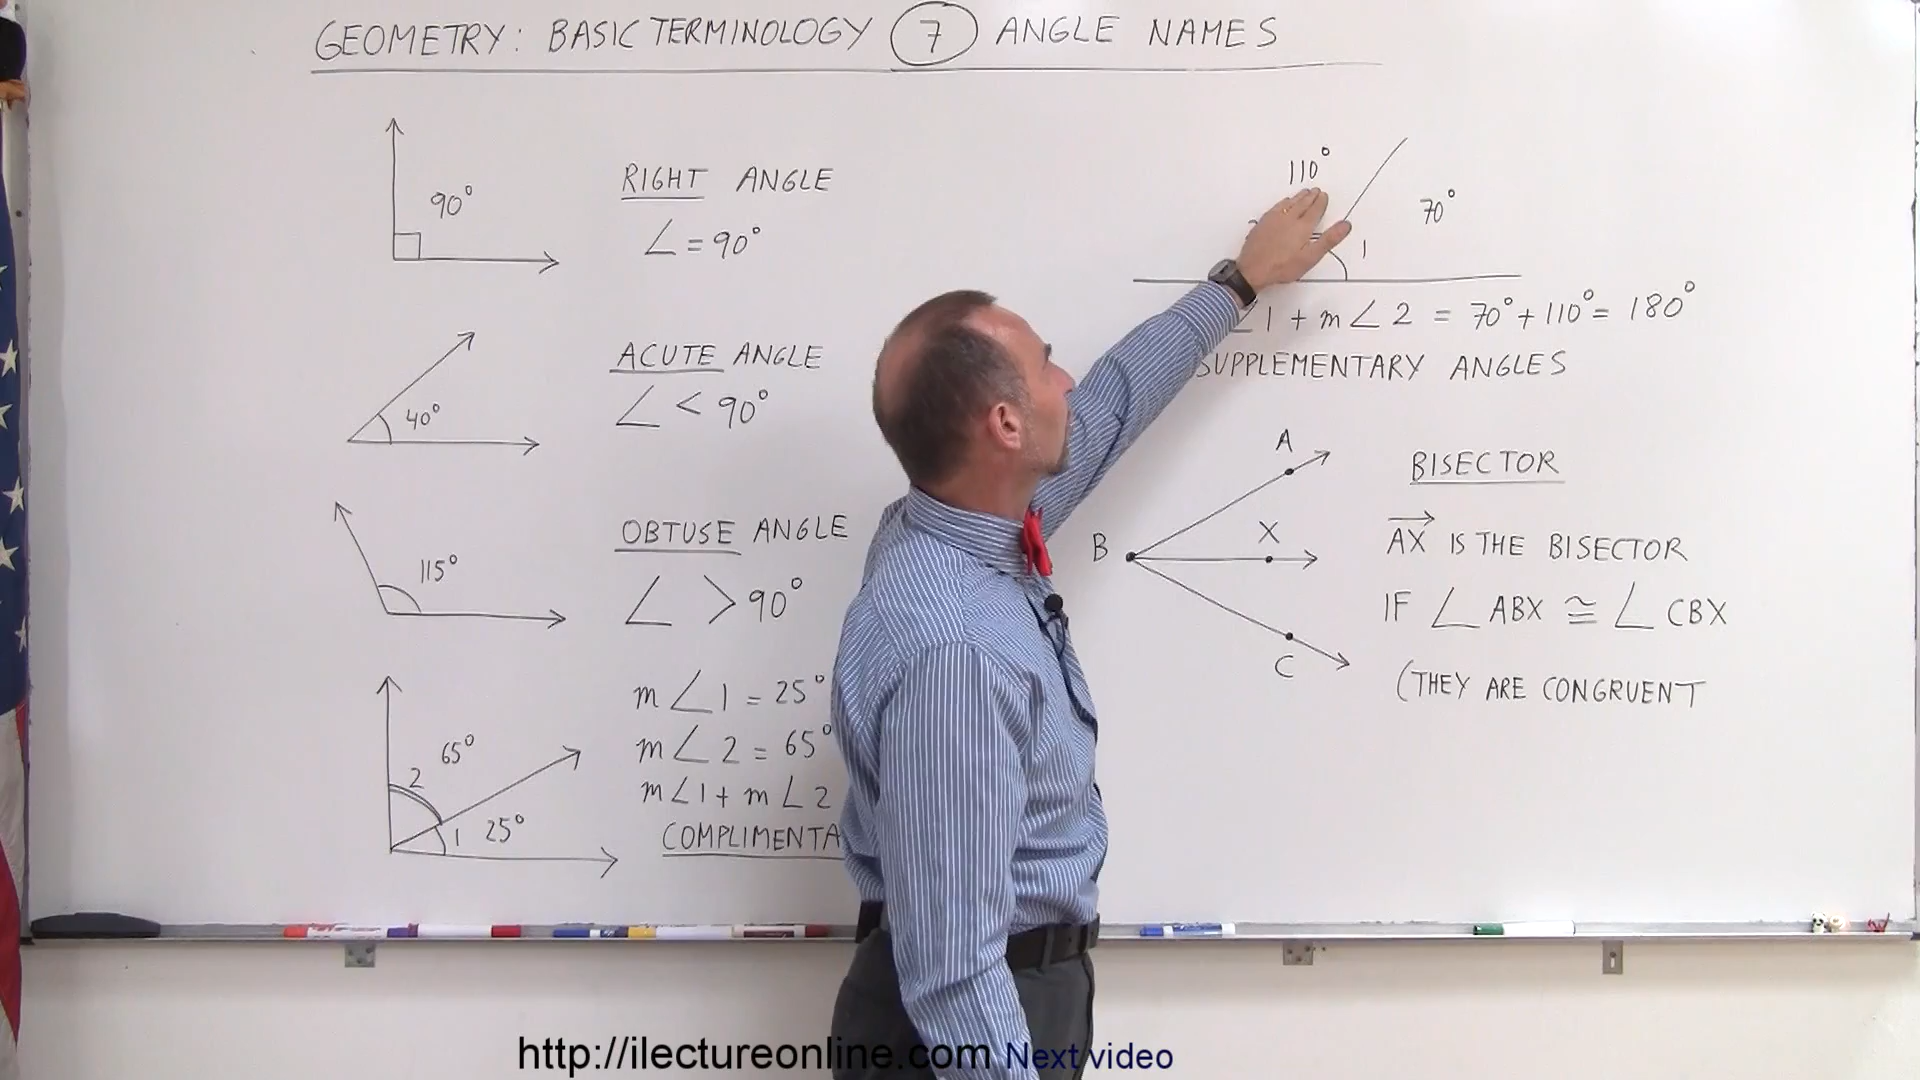 GEOMETRY: BASIC TERMINOLOGY 7 ANGLE NAMES
90°
RIGHT ANGLE
∠ = 90°
40°
ACUTE ANGLE
∠ < 90°
115°
OBTUSE ANGLE
∠ > 90°
65°
2
1 25°
m∠1 = 25°
m∠2 = 65°
m∠1 + m∠2
110°
70°
1
∠1 + m∠2 = 70° + 110° = 180°
SUPPLEMENTARY ANGLES
A
B
X
C
BISECTOR
AX→ IS THE BISECTOR
IF ∠ABX ≅ ∠CBX
(THEY ARE CONGRUENT
http://ilectureonline.com Next video